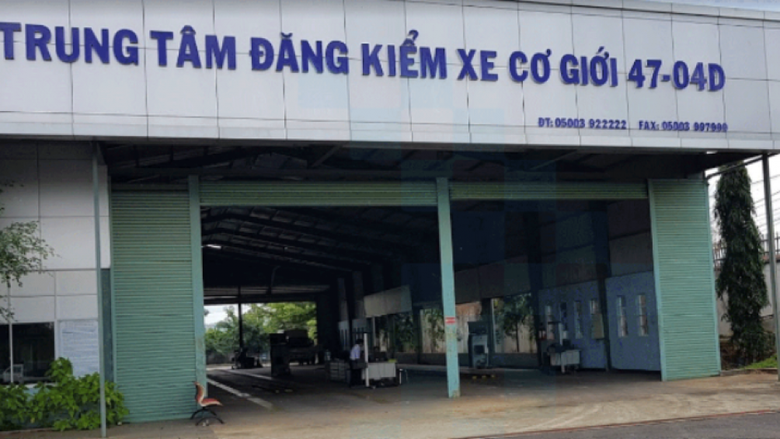 TRUNG TÂM ĐĂNG KIỂM XE CƠ GIỚI 47-04D
ĐT: 05003 922222 FAX: 05003 997999